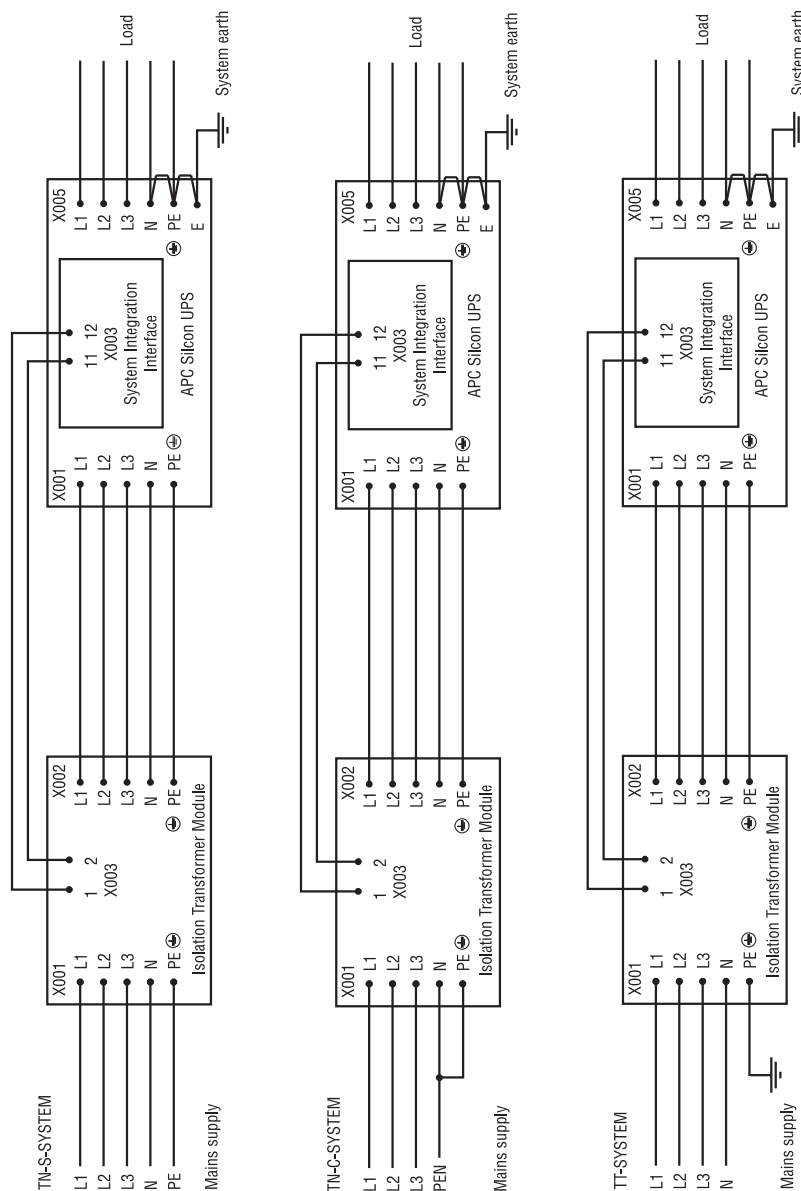 TN-S-SYSTEM
L1
L2
L3
N
PE
Mains supply
X001
L1
L2
L3
N
PE
Isolation Transformer Module
1 2
X003
X002
L1
L2
L3
N
PE
X001
L1
L2
L3
N
PE
11 12
X003
System Integration
Interface
APC Silcon UPS
X005
L1
L2
L3
N
PE
E
Load
System earth
TN-C-SYSTEM
L1
L2
L3
PEN
Mains supply
X001
L1
L2
L3
N
PE
Isolation Transformer Module
1 2
X003
X002
L1
L2
L3
N
PE
X001
L1
L2
L3
N
PE
11 12
X003
System Integration
Interface
APC Silcon UPS
X005
L1
L2
L3
N
PE
E
Load
System earth
TT-SYSTEM
L1
L2
L3
N
Mains supply
X001
L1
L2
L3
N
PE
Isolation Transformer Module
1 2
X003
X002
L1
L2
L3
N
PE
X001
L1
L2
L3
N
PE
11 12
X003
System Integration
Interface
APC Silcon UPS
X005
L1
L2
L3
N
PE
E
Load
System earth